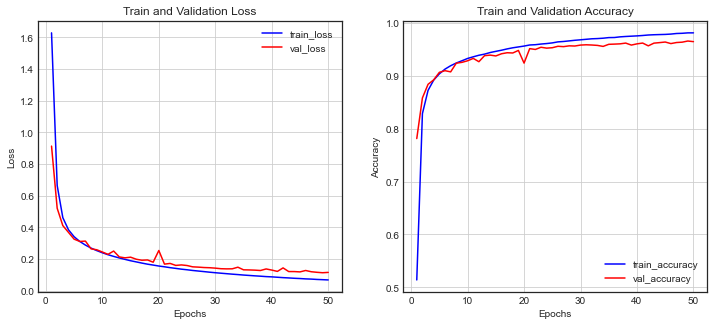 Train and Validation Loss
train_loss
val_loss
1.6
1.4
1.2
1.0
0.8
0.6
0.4
0.2
0.0
Loss
0 10 20 30 40 50
Epochs
Train and Validation Accuracy
1.0
0.9
0.8
0.7
0.6
0.5
Accuracy
train_accuracy
val_accuracy
0 10 20 30 40 50
Epochs